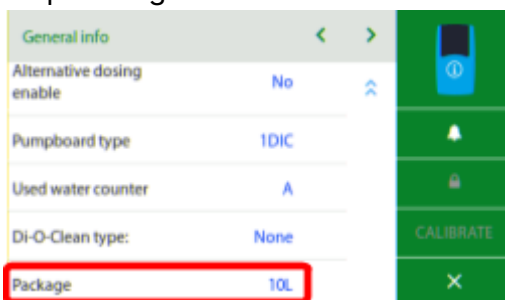 General info
Alternative dosing
enable
No
Pumpboard type 1DIC
Used water counter A
Di-O-Clean type: None
CALIBRATE
Package 10L